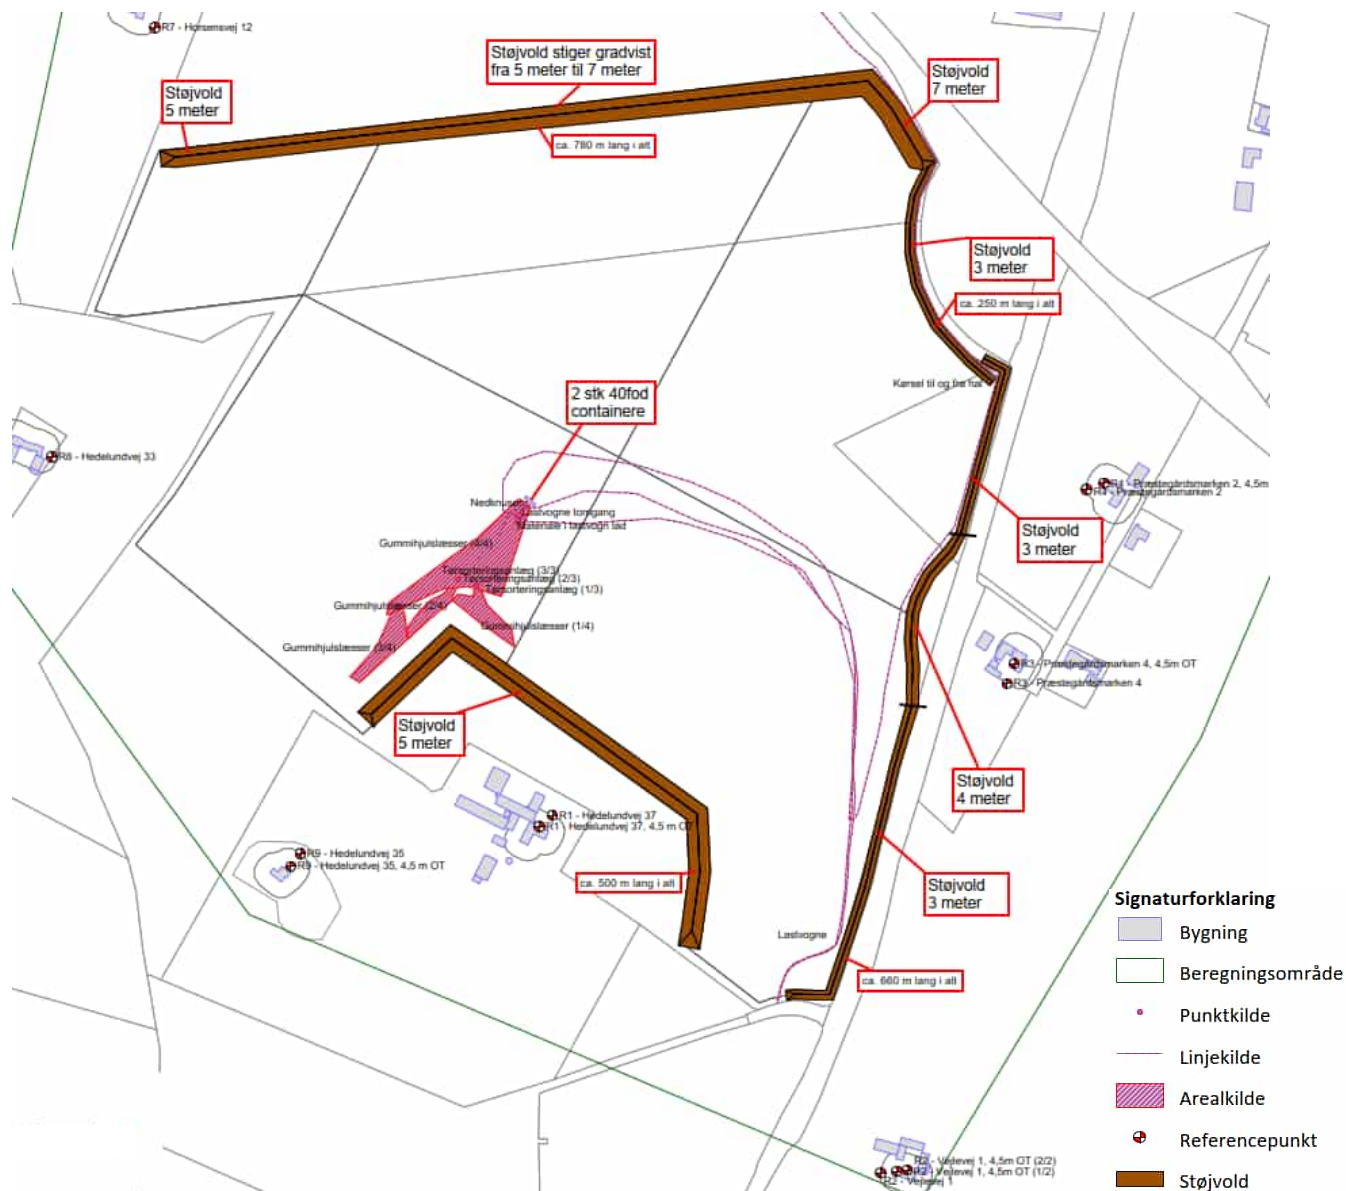 R7 - Horsensvej 12
Støjvold stiger gradvist
fra 5 meter til 7 meter
Støjvold
7 meter
Støjvold
5 meter
ca. 780 m lang i alt
Støjvold
3 meter
ca. 250 m lang i alt
Kørsel til og fra hal
2 stk 40fod
containere
R8 - Hedelundvej 33
R4 - Præstegårdsmarken 2, 4,5m
R4 - Præstegårdsmarken 2
Nedknuser
Lastvogne tomgang
Materiale i lastvogn lad
Støjvold
3 meter
Gummihjulslæsser (4/4)
Tørsorteringsanlæg (3/3)
Tørsorteringsanlæg (2/3)
Tørsorteringsanlæg (1/3)
Gummihjulslæsser (2/4)
Gummihjulslæsser (1/4)
Gummihjulslæsser (3/4)
R3 - Præstegårdsmarken 4, 4,5m OT
R3 - Præstegårdsmarken 4
Støjvold
5 meter
Støjvold
4 meter
R1 - Hedelundvej 37
R1 - Hedelundvej 37, 4,5 m OT
R9 - Hedelundvej 35
R9 - Hedelundvej 35, 4,5 m OT
ca. 500 m lang i alt
Støjvold
3 meter
Lastvogne
ca. 660 m lang i alt
Signaturforklaring
Bygning
Beregningsområde
Punktkilde
Linjekilde
Arealkilde
Referencepunkt
Støjvold
R2 - Vejlevej 1, 4,5m OT (2/2)
R2 - Vejlevej 1, 4,5m OT (1/2)
R2 - Vejlevej 1